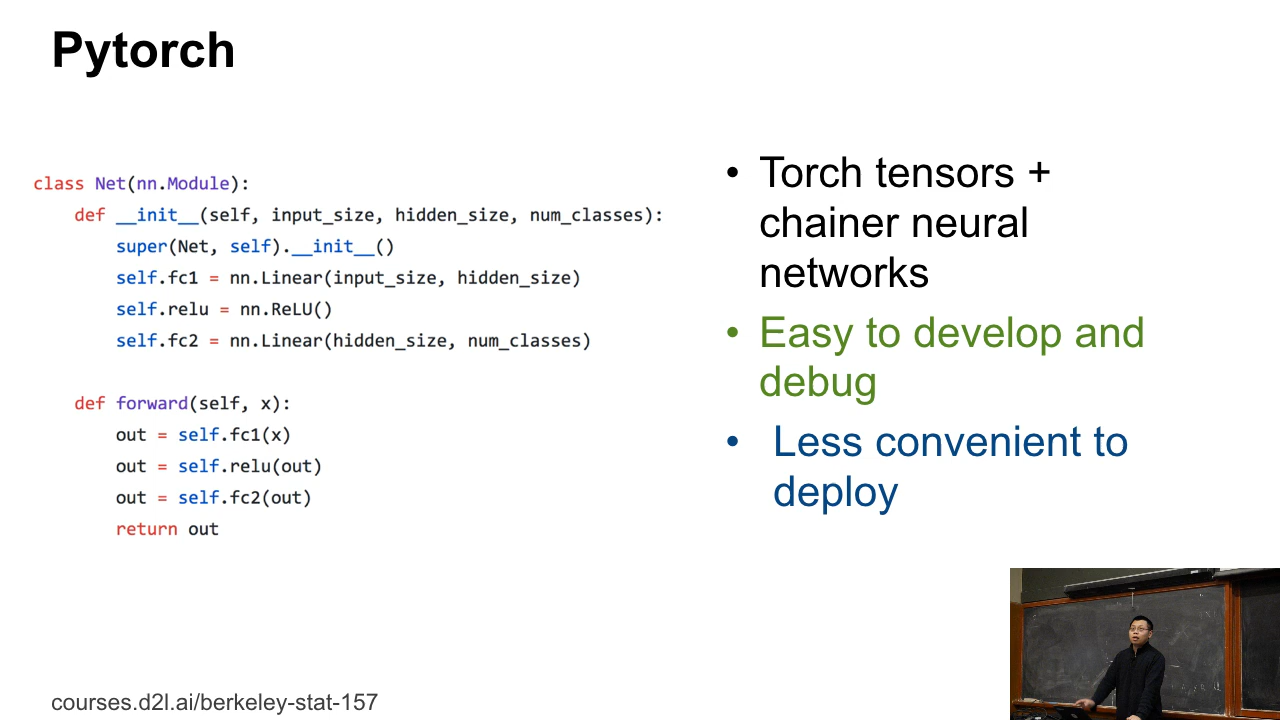 Pytorch
class Net(nn.Module):
def __init__(self, input_size, hidden_size, num_classes):
super(Net, self).__init__()
self.fc1 = nn.Linear(input_size, hidden_size)
self.relu = nn.ReLU()
self.fc2 = nn.Linear(hidden_size, num_classes)
def forward(self, x):
out = self.fc1(x)
out = self.relu(out)
out = self.fc2(out)
return out
• Torch tensors +
chainer neural
networks
• Easy to develop and
debug
• Less convenient to
deploy
courses.d2l.ai/berkeley-stat-157